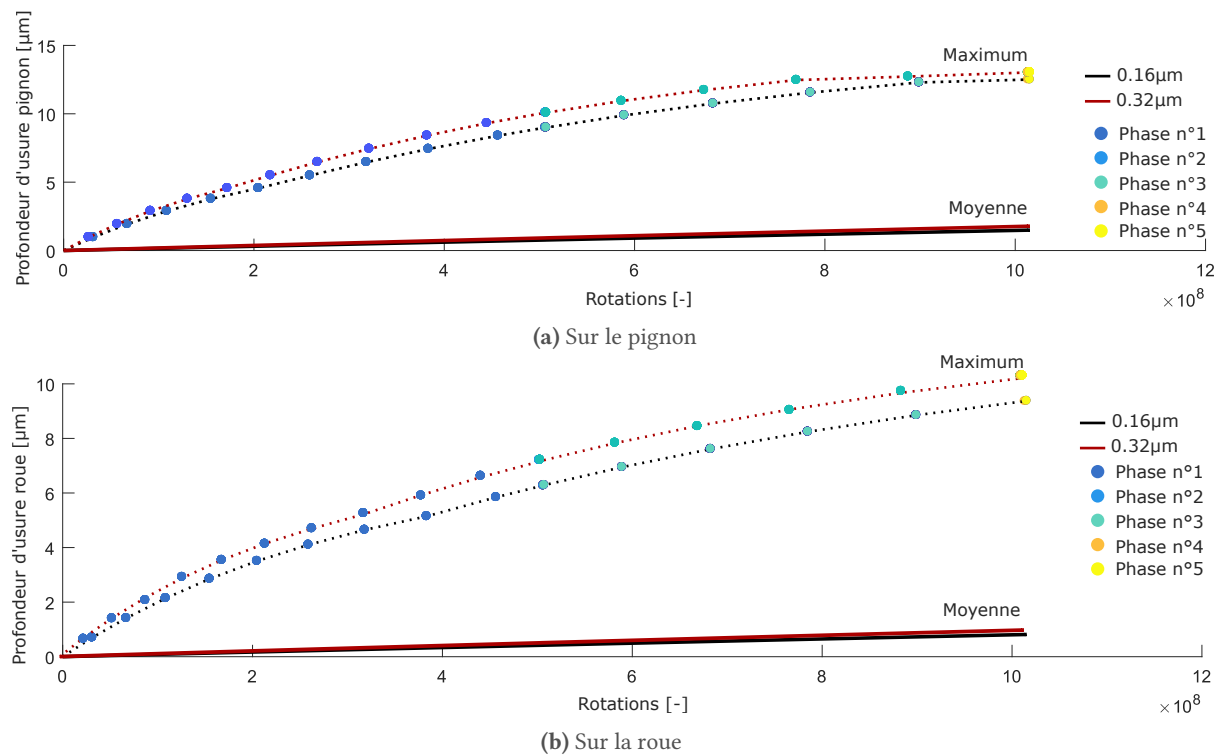 Profondeur d'usure pignon [µm]
15
10
5
0
Maximum
Moyenne
0.16µm
0.32µm
Phase n°1
Phase n°2
Phase n°3
Phase n°4
Phase n°5
0 2 4 6 8 10 12
Rotations [-]
×10⁸
(a) Sur le pignon
Profondeur d'usure roue [µm]
10
8
6
4
2
0
Maximum
Moyenne
0.16µm
0.32µm
Phase n°1
Phase n°2
Phase n°3
Phase n°4
Phase n°5
0 2 4 6 8 10 12
Rotations [-]
×10⁸
(b) Sur la roue